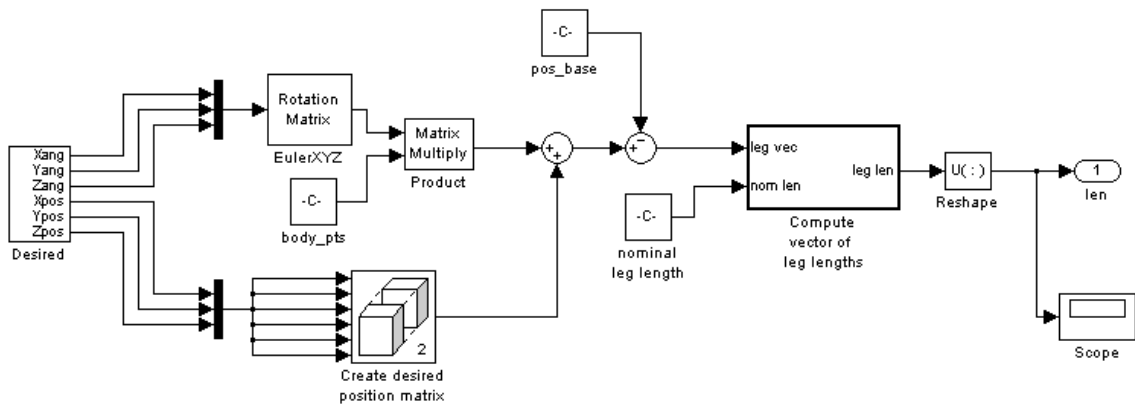 -C-
pos_base
Rotation
Matrix
EulerXYZ
Matrix
Multiply
Product
Xang
Yang
Zang
Xpos
Ypos
Zpos
Desired
-C-
body_pts
+
+
−
leg vec
nom len
leg len
Compute
vector of
leg lengths
U( : )
Reshape
1
len
-C-
nominal
leg length
2
Create desired
position matrix
Scope